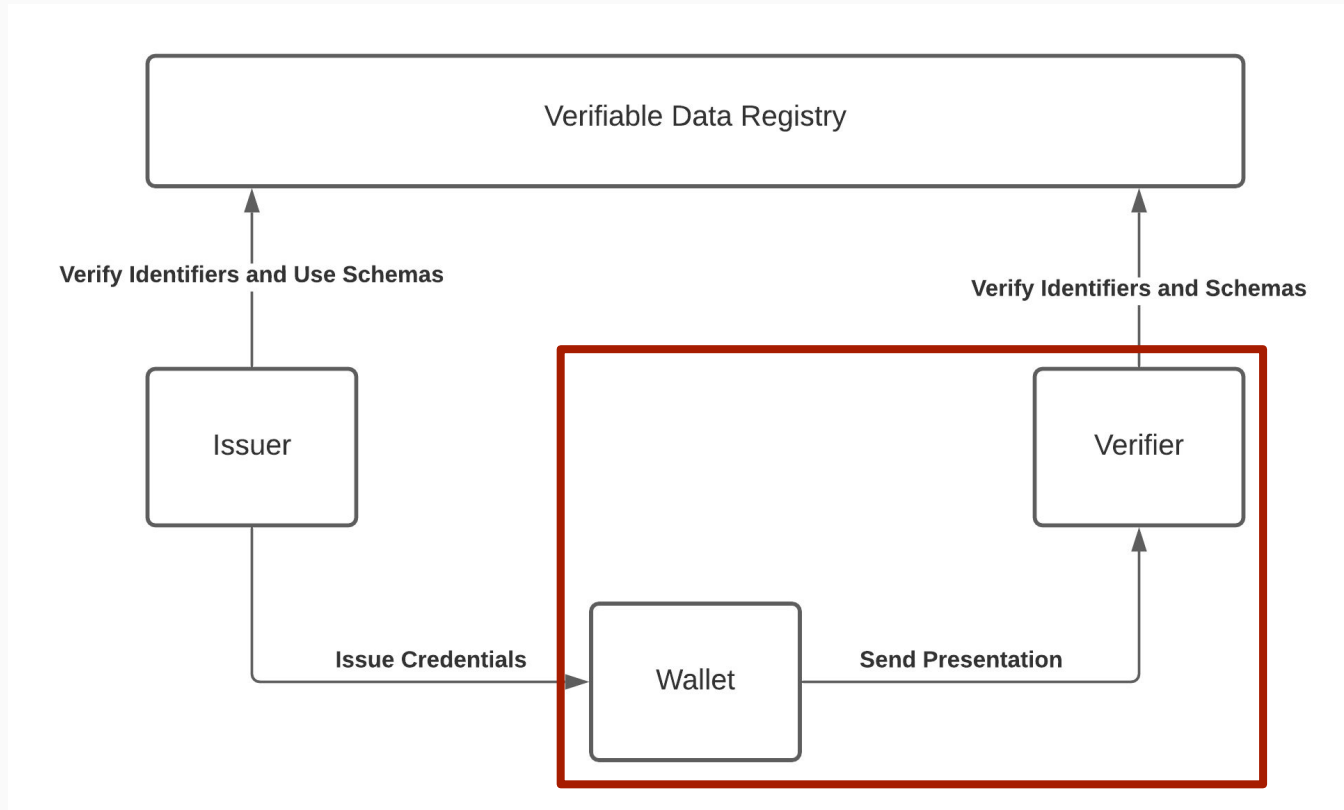 Verifiable Data Registry
Verify Identifiers and Use Schemas
Verify Identifiers and Schemas
Issuer
Verifier
Issue Credentials
Send Presentation
Wallet